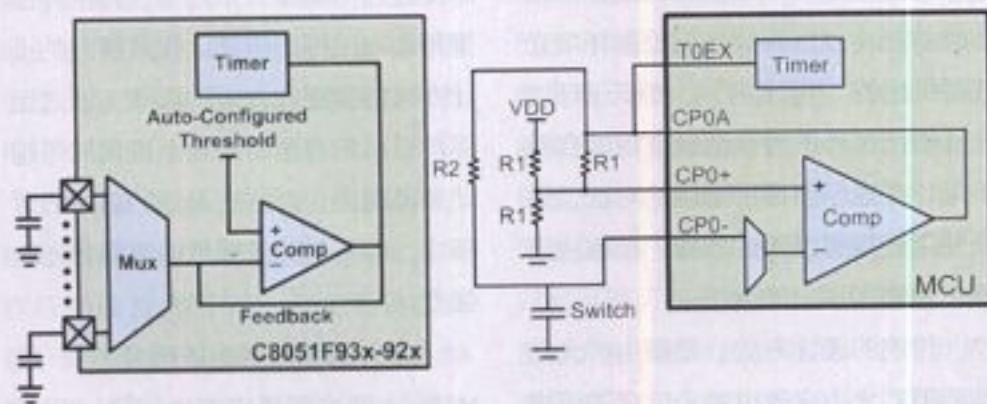 Timer
Auto-Configured
Threshold
+
Comp
−
Mux
Feedback
C8051F93x-92x
T0EX
Timer
VDD
CP0A
R2
R1
R1
CP0+
+
R1
Comp
CP0-
MCU
Switch